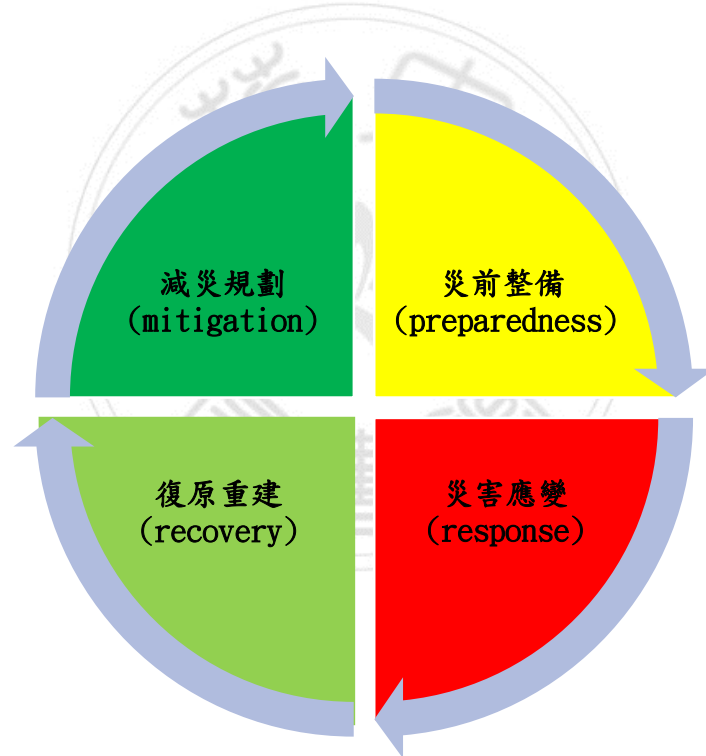 減災規劃
(mitigation)
災前整備
(preparedness)
復原重建
(recovery)
災害應變
(response)